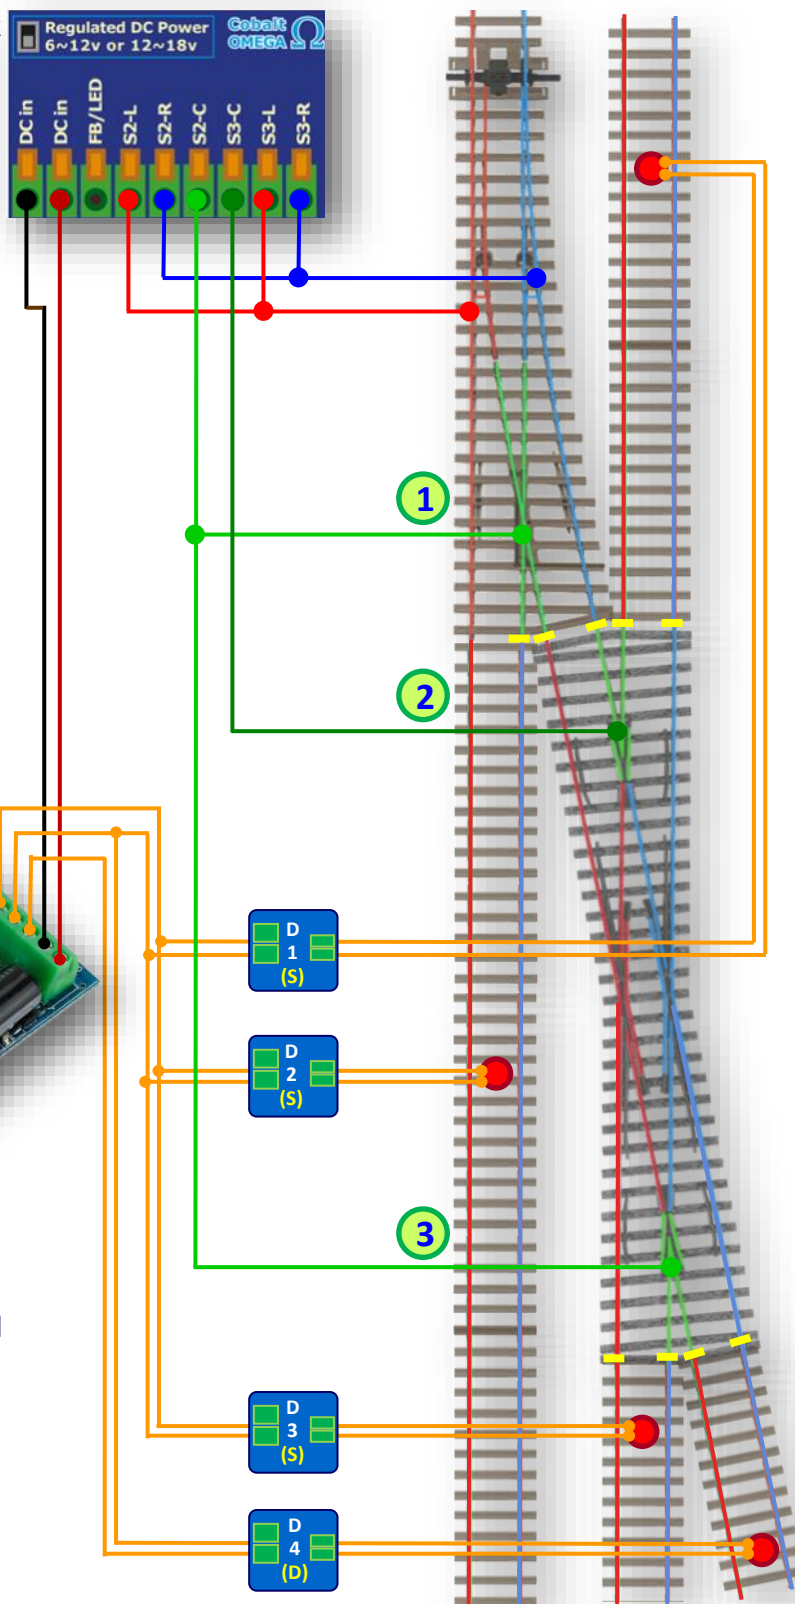 Regulated DC Power
6~12v or 12~18v
Cobalt
OMEGA Ω
DC in
DC in
FB/LED
S2-L
S2-R
S2-C
S3-C
S3-L
S3-R
1
2
D
1
(S)
D
2
(S)
3
D
3
(S)
D
4
(D)